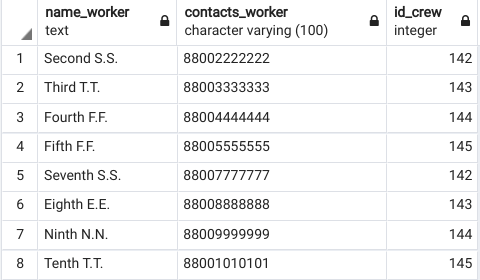 name_worker contacts_worker id_crew
text character varying (100) integer
1 Second S.S. 88002222222 142
2 Third T.T. 88003333333 143
3 Fourth F.F. 88004444444 144
4 Fifth F.F. 88005555555 145
5 Seventh S.S. 88007777777 142
6 Eighth E.E. 88008888888 143
7 Ninth N.N. 88009999999 144
8 Tenth T.T. 88001010101 145